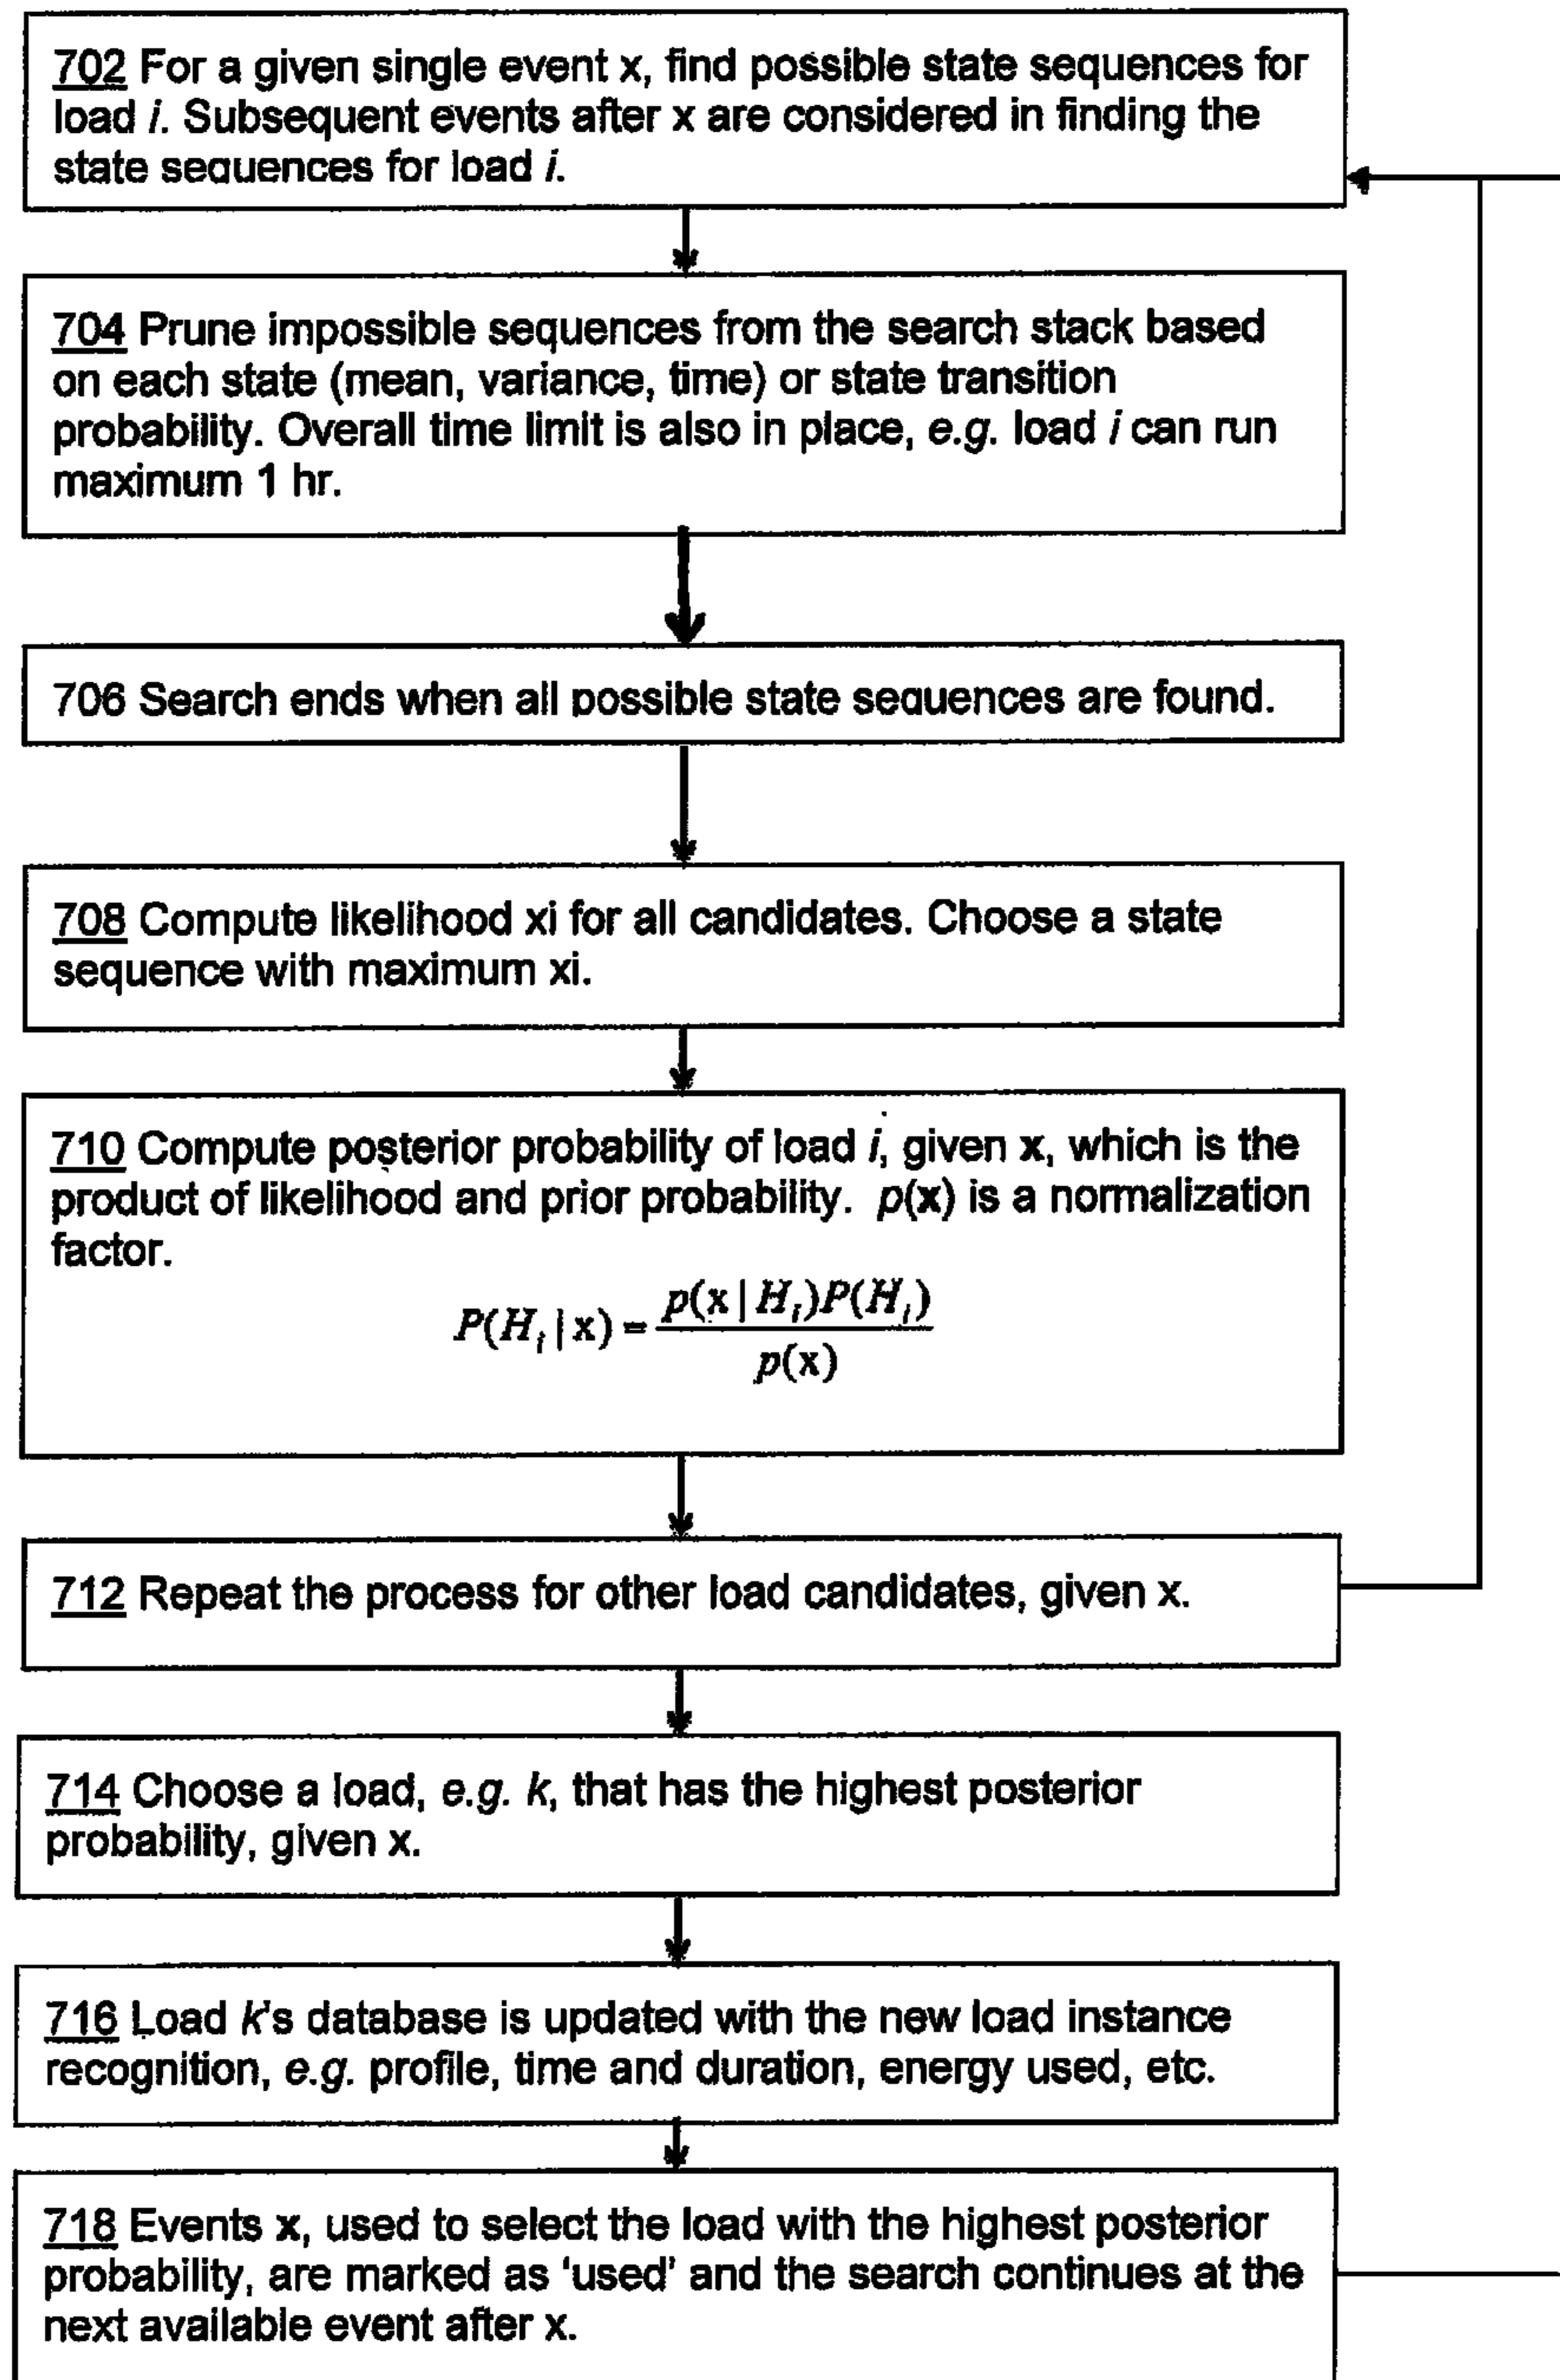 702 For a given single event x, find possible state sequences for
load i. Subsequent events after x are considered in finding the
state sequences for load i.
704 Prune impossible sequences from the search stack based
on each state (mean, variance, time) or state transition
probability. Overall time limit is also in place, e.g. load i can run
maximum 1 hr.
706 Search ends when all possible state sequences are found.
708 Compute likelihood xi for all candidates. Choose a state
sequence with maximum xi.
710 Compute posterior probability of load i, given x, which is the
product of likelihood and prior probability. p(x) is a normalization
factor.
P(H_i | x) = p(x | H_i)P(H_i) / p(x)
712 Repeat the process for other load candidates, given x.
714 Choose a load, e.g. k, that has the highest posterior
probability, given x.
716 Load k's database is updated with the new load instance
recognition, e.g. profile, time and duration, energy used, etc.
718 Events x, used to select the load with the highest posterior
probability, are marked as 'used' and the search continues at the
next available event after x.